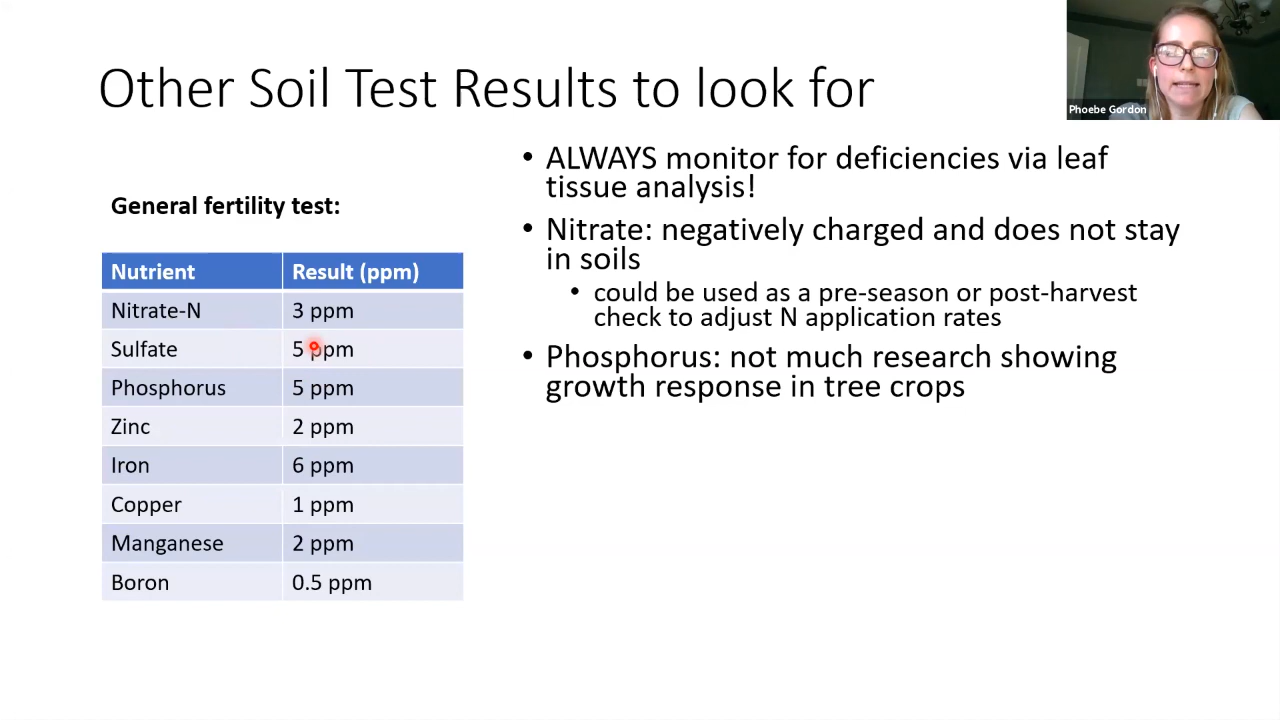 Other Soil Test Results to look for
Phoebe Gordon
General fertility test:
Nutrient Result (ppm)
Nitrate-N 3 ppm
Sulfate 5 ppm
Phosphorus 5 ppm
Zinc 2 ppm
Iron 6 ppm
Copper 1 ppm
Manganese 2 ppm
Boron 0.5 ppm
• ALWAYS monitor for deficiencies via leaf
tissue analysis!
• Nitrate: negatively charged and does not stay
in soils
• could be used as a pre-season or post-harvest
check to adjust N application rates
• Phosphorus: not much research showing
growth response in tree crops